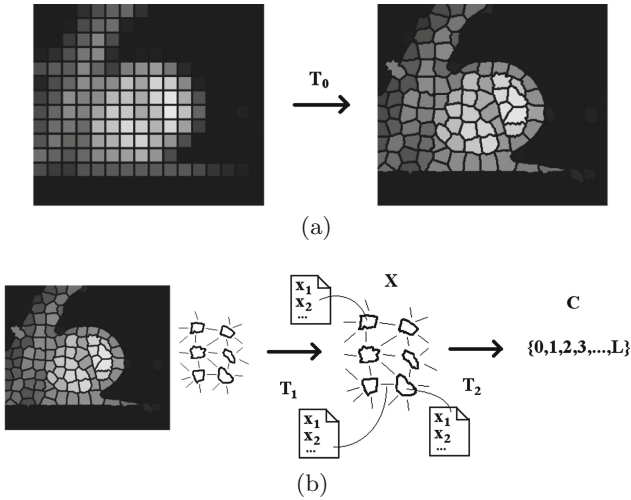 T₀
(a)
x₁
x₂
...
X
C
{0,1,2,3,...,L}
T₁
T₂
x₁
x₂
...
x₁
x₂
...
(b)